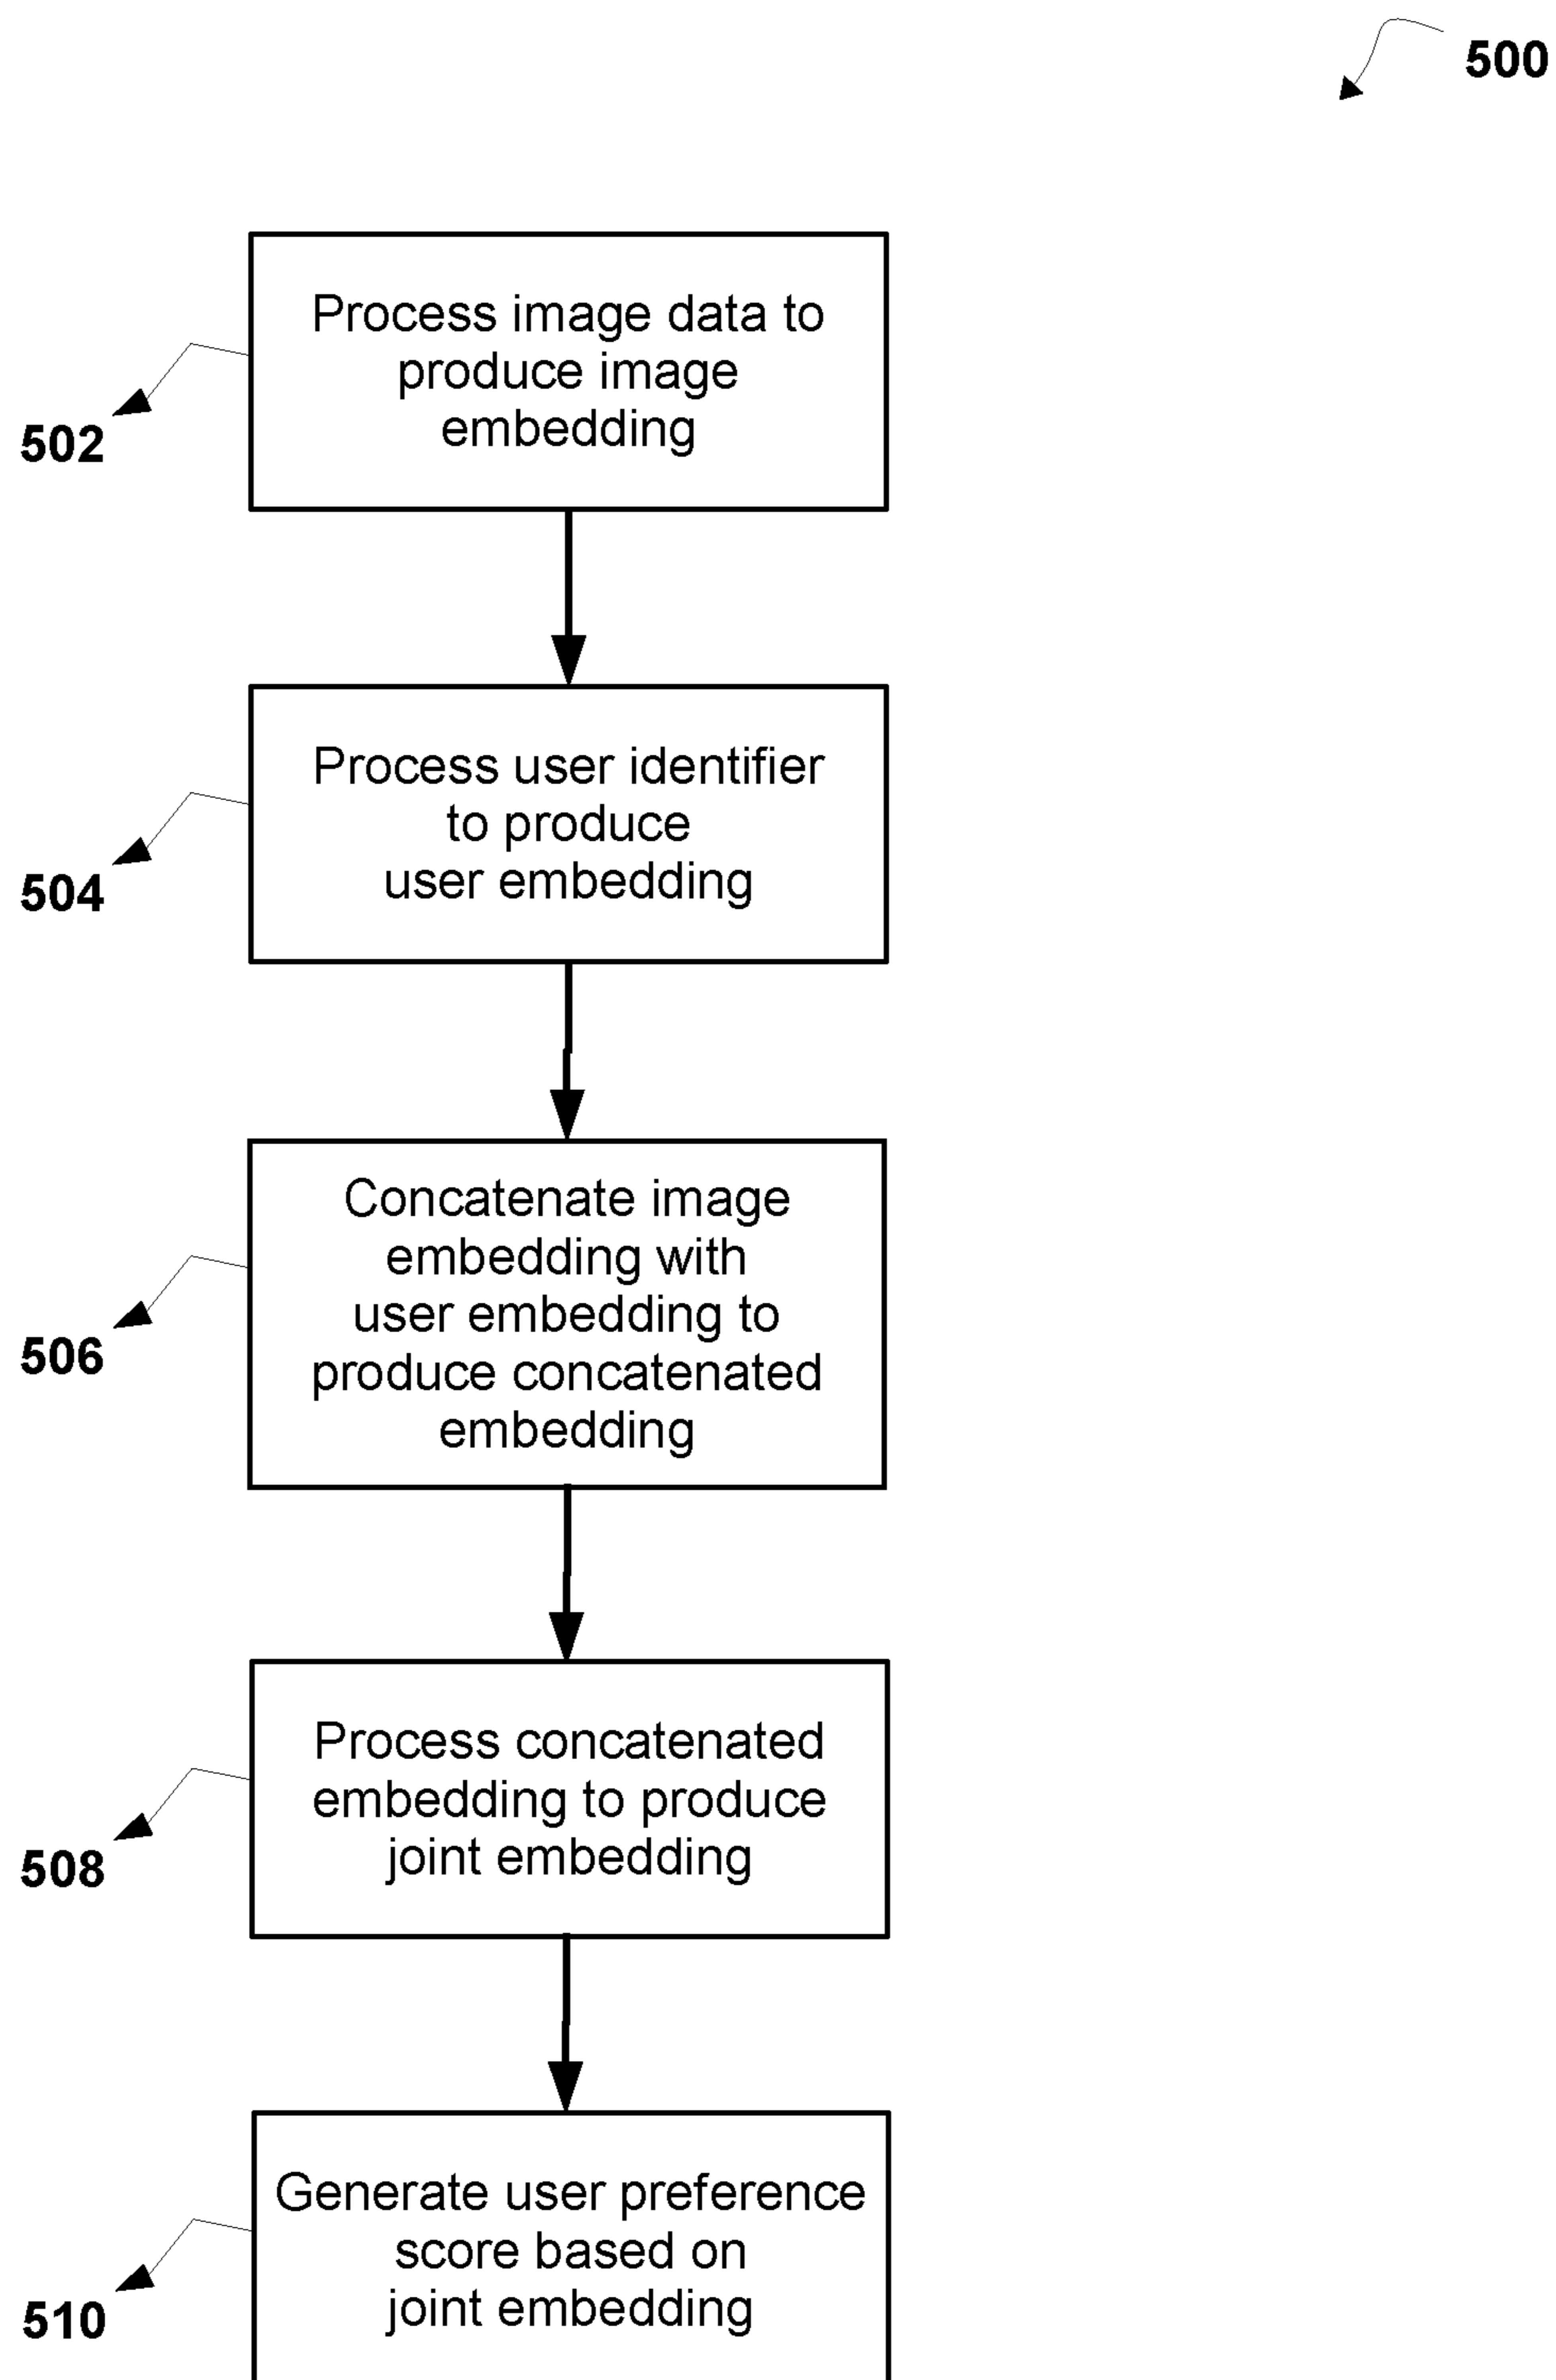 500
Process image data to
produce image
embedding
502
Process user identifier
to produce
user embedding
504
Concatenate image
embedding with
user embedding to
produce concatenated
embedding
506
Process concatenated
embedding to produce
joint embedding
508
Generate user preference
score based on
joint embedding
510